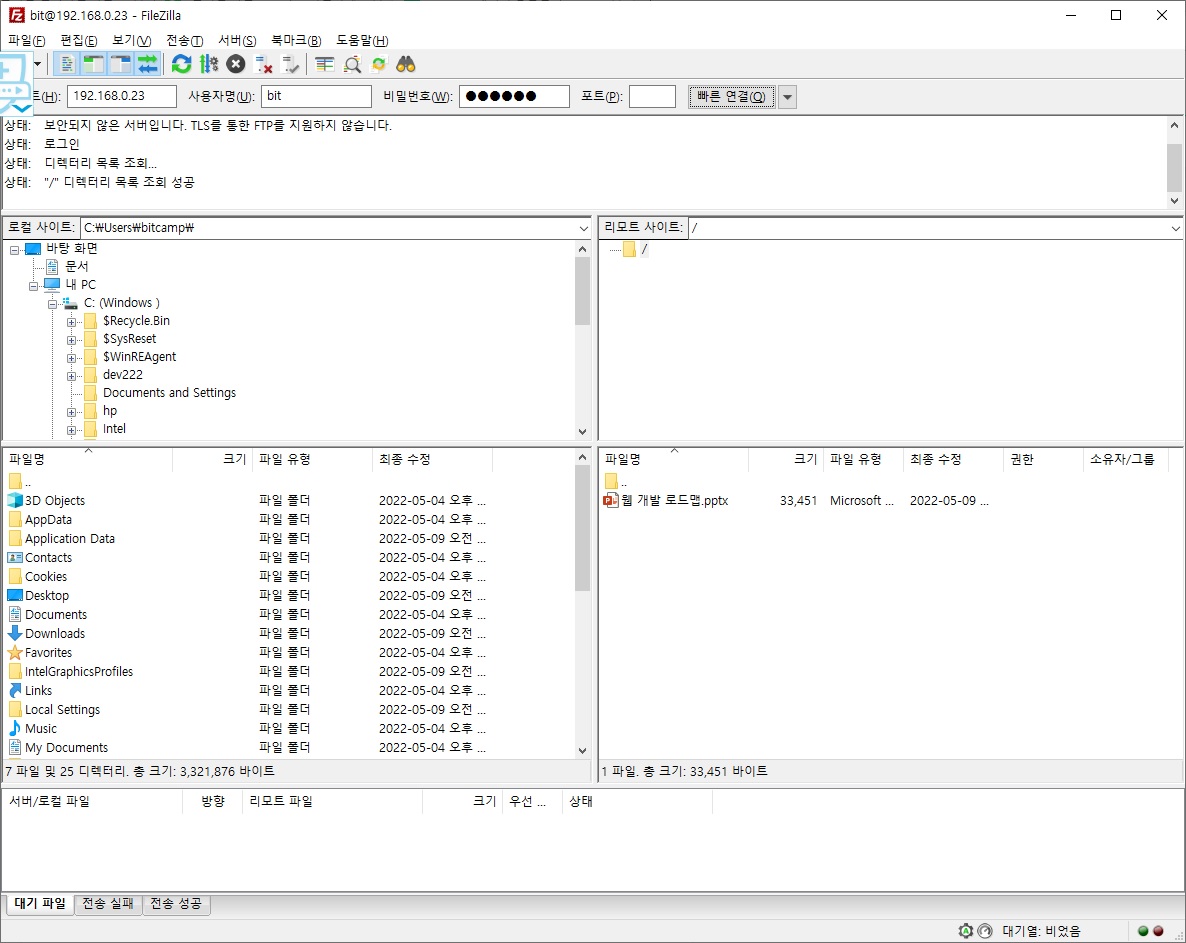 bit@192.168.0.23 - FileZilla
파일(F) 편집(E) 보기(V) 전송(T) 서버(S) 북마크(B) 도움말(H)
트(H): 192.168.0.23 사용자명(U): bit 비밀번호(W): ●●●●●● 포트(P): 빠른 연결(Q)
상태: 보안되지 않은 서버입니다. TLS를 통한 FTP를 지원하지 않습니다.
상태: 로그인
상태: 디렉터리 목록 조회...
상태: "/" 디렉터리 목록 조회 성공
로컬 사이트: C:₩Users₩bitcamp₩
바탕 화면
문서
내 PC
C: (Windows )
$Recycle.Bin
$SysReset
$WinREAgent
dev222
Documents and Settings
hp
Intel
리모트 사이트: /
/
파일명 크기 파일 유형 최종 수정
..
3D Objects 파일 폴더 2022-05-04 오후 ...
AppData 파일 폴더 2022-05-04 오후 ...
Application Data 파일 폴더 2022-05-09 오전 ...
Contacts 파일 폴더 2022-05-04 오후 ...
Cookies 파일 폴더 2022-05-04 오후 ...
Desktop 파일 폴더 2022-05-09 오전 ...
Documents 파일 폴더 2022-05-04 오후 ...
Downloads 파일 폴더 2022-05-09 오전 ...
Favorites 파일 폴더 2022-05-04 오후 ...
IntelGraphicsProfiles 파일 폴더 2022-05-09 오전 ...
Links 파일 폴더 2022-05-04 오후 ...
Local Settings 파일 폴더 2022-05-09 오전 ...
Music 파일 폴더 2022-05-04 오후 ...
My Documents 파일 폴더 2022-05-04 오후 ...
7 파일 및 25 디렉터리. 총 크기: 3,321,876 바이트
파일명 크기 파일 유형 최종 수정 권한 소유자/그룹
..
웹 개발 로드맵.pptx 33,451 Microsoft ... 2022-05-09 ...
1 파일. 총 크기: 33,451 바이트
서버/로컬 파일 방향 리모트 파일 크기 우선 ... 상태
대기 파일 전송 실패 전송 성공
대기열: 비었음